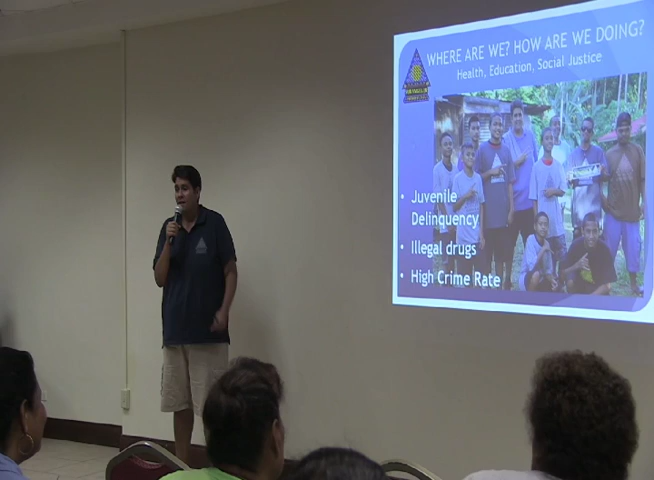 WHERE ARE WE? HOW ARE WE DOING?
Health, Education, Social Justice
• Juvenile
Delinquency
• Illegal drugs
• High Crime Rate